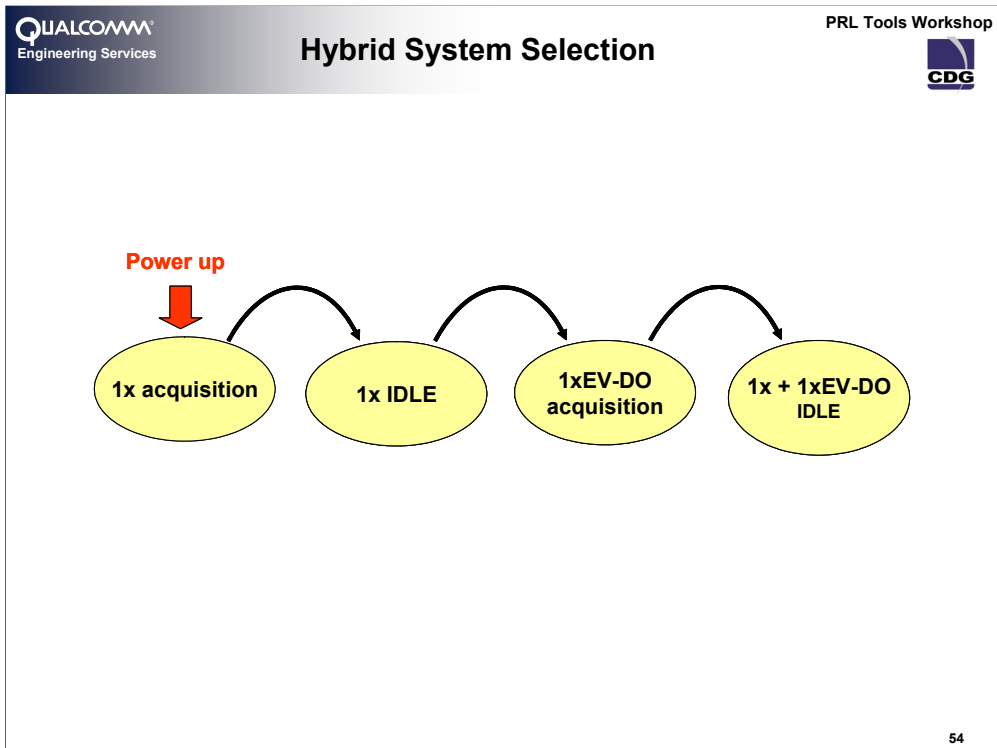 QUALCOMM®
Engineering Services
Hybrid System Selection
PRL Tools Workshop
CDG
Power up
1x acquisition
1x IDLE
1xEV-DO
acquisition
1x + 1xEV-DO
IDLE
54